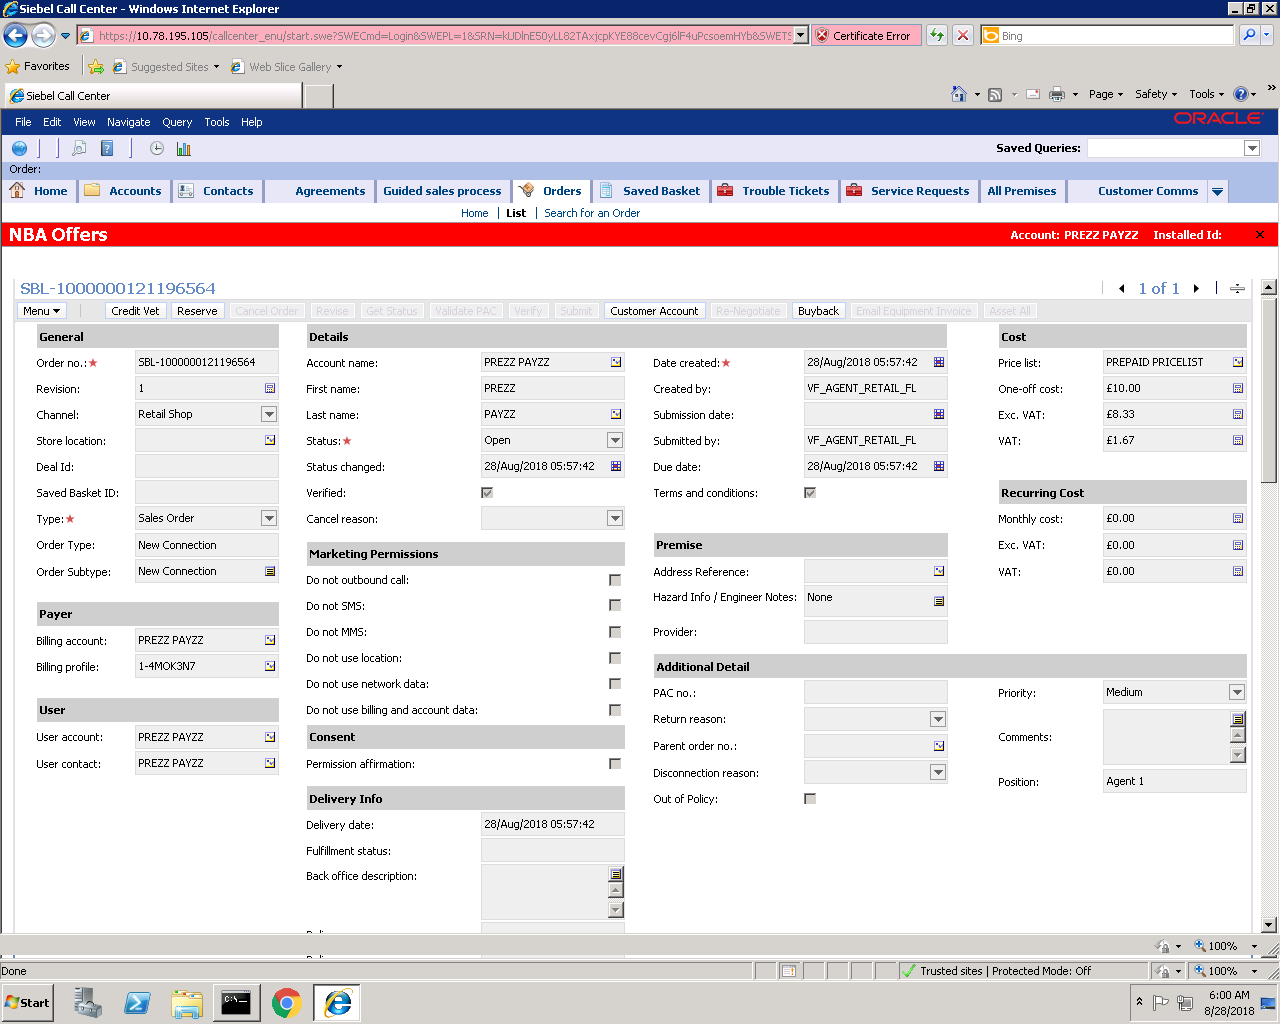 Siebel Call Center - Windows Internet Explorer
https://10.78.195.105/callcenter_enu/start.swe?SWECmd=Login&SWEPL=1&SRN=
Certificate Error
Bing
Favorites Suggested Sites Web Slice Gallery
Siebel Call Center
Page Safety Tools
File Edit View Navigate Query Tools Help
ORACLE
Saved Queries:
Order:
Home Accounts Contacts Agreements Guided sales process Orders Saved Basket Trouble Tickets Service Requests All Premises Customer Comms
Home List Search for an Order
NBA Offers Account: PREZZ PAYZZ Installed Id:
SBL-1000000121196564 1 of 1
Menu Credit Vet Reserve Cancel Order Revise Get Status Validate PAC Verify Submit Customer Account Re-Negotiate Buyback Email Equipment Invoice Asset All
General
Order no.:★ SBL-1000000121196564
Revision: 1
Channel: Retail Shop
Store location:
Deal Id:
Saved Basket ID:
Type:★ Sales Order
Order Type: New Connection
Order Subtype: New Connection
Payer
Billing account: PREZZ PAYZZ
Billing profile: 1-4MOK3N7
User
User account: PREZZ PAYZZ
User contact: PREZZ PAYZZ
Details
Account name: PREZZ PAYZZ
First name: PREZZ
Last name: PAYZZ
Status:★ Open
Status changed: 28/Aug/2018 05:57:42
Verified:
Cancel reason:
Marketing Permissions
Do not outbound call:
Do not SMS:
Do not MMS:
Do not use location:
Do not use network data:
Do not use billing and account data:
Consent
Permission affirmation:
Delivery Info
Delivery date: 28/Aug/2018 05:57:42
Fulfillment status:
Back office description:
Date created:★ 28/Aug/2018 05:57:42
Created by: VF_AGENT_RETAIL_FL
Submission date:
Submitted by: VF_AGENT_RETAIL_FL
Due date: 28/Aug/2018 05:57:42
Terms and conditions:
Premise
Address Reference:
Hazard Info / Engineer Notes: None
Provider:
Additional Detail
PAC no.:
Return reason:
Parent order no.:
Disconnection reason:
Out of Policy:
Priority: Medium
Comments:
Position: Agent 1
Cost
Price list: PREPAID PRICELIST
One-off cost: £10.00
Exc. VAT: £8.33
VAT: £1.67
Recurring Cost
Monthly cost: £0.00
Exc. VAT: £0.00
VAT: £0.00
100%
Done Trusted sites | Protected Mode: Off 100%
Start
6:00 AM
8/28/2018